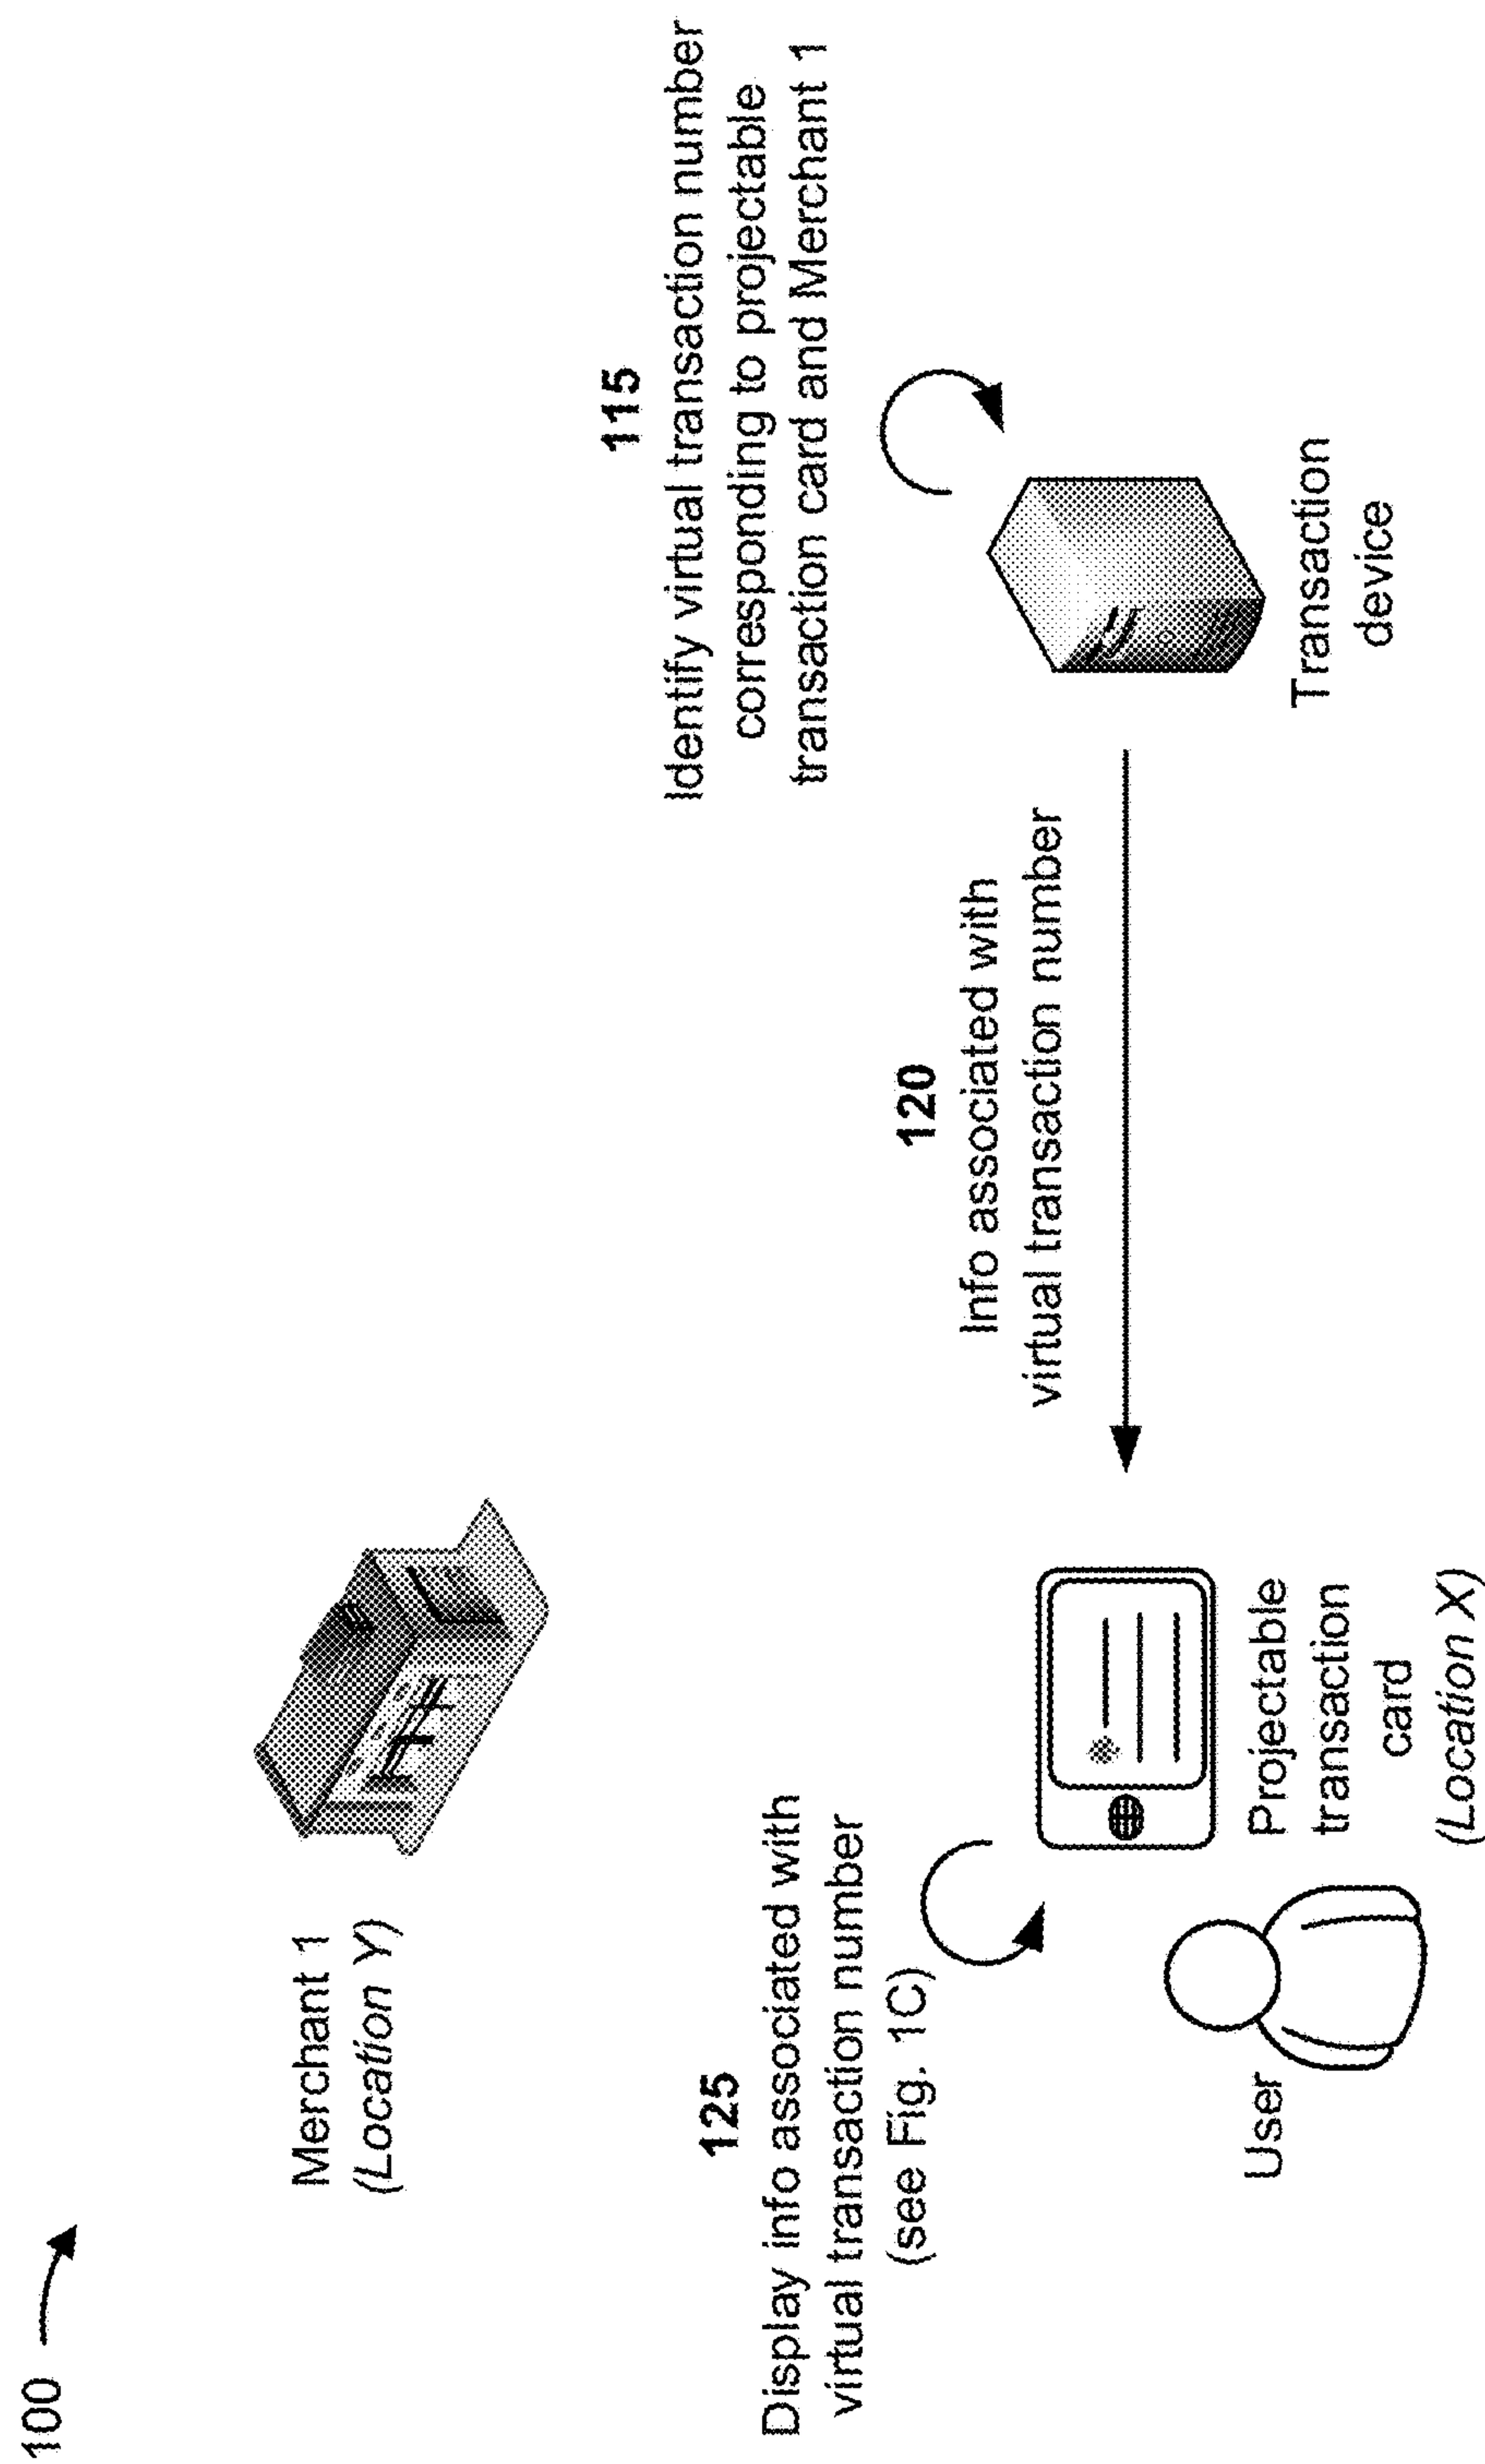 100
Merchant 1
(Location Y)
115
Identify virtual transaction number
corresponding to projectable
transaction card and Merchant 1
125
Display info associated with
virtual transaction number
(see Fig. 1C)
120
Info associated with
virtual transaction number
User
Projectable
transaction
card
(Location X)
Transaction
device